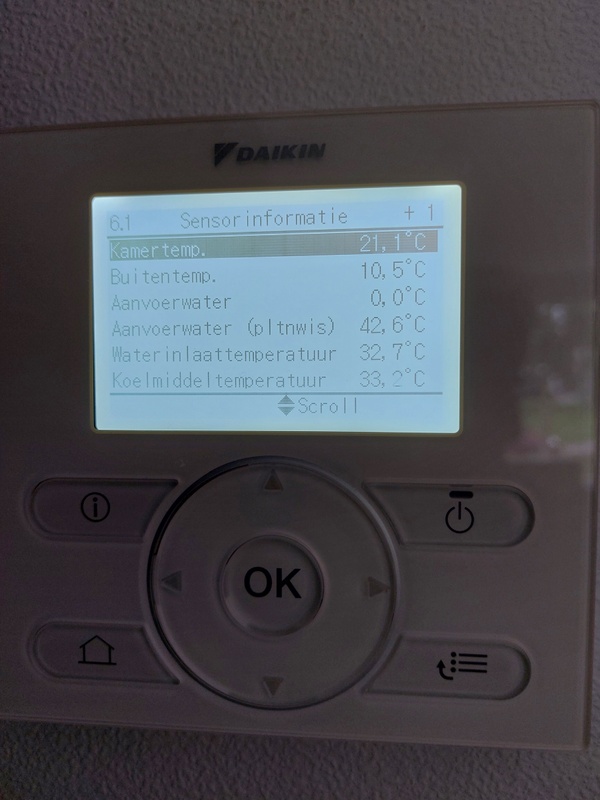 DAIKIN
6.1 Sensorinformatie + 1
Kamertemp. 21,1°C
Buitentemp. 10,5°C
Aanvoerwater 0,0°C
Aanvoerwater (pltnwis) 42,6°C
Waterinlaattemperatuur 32,7°C
Koelmiddeltemperatuur 33,2°C
Scroll
OK